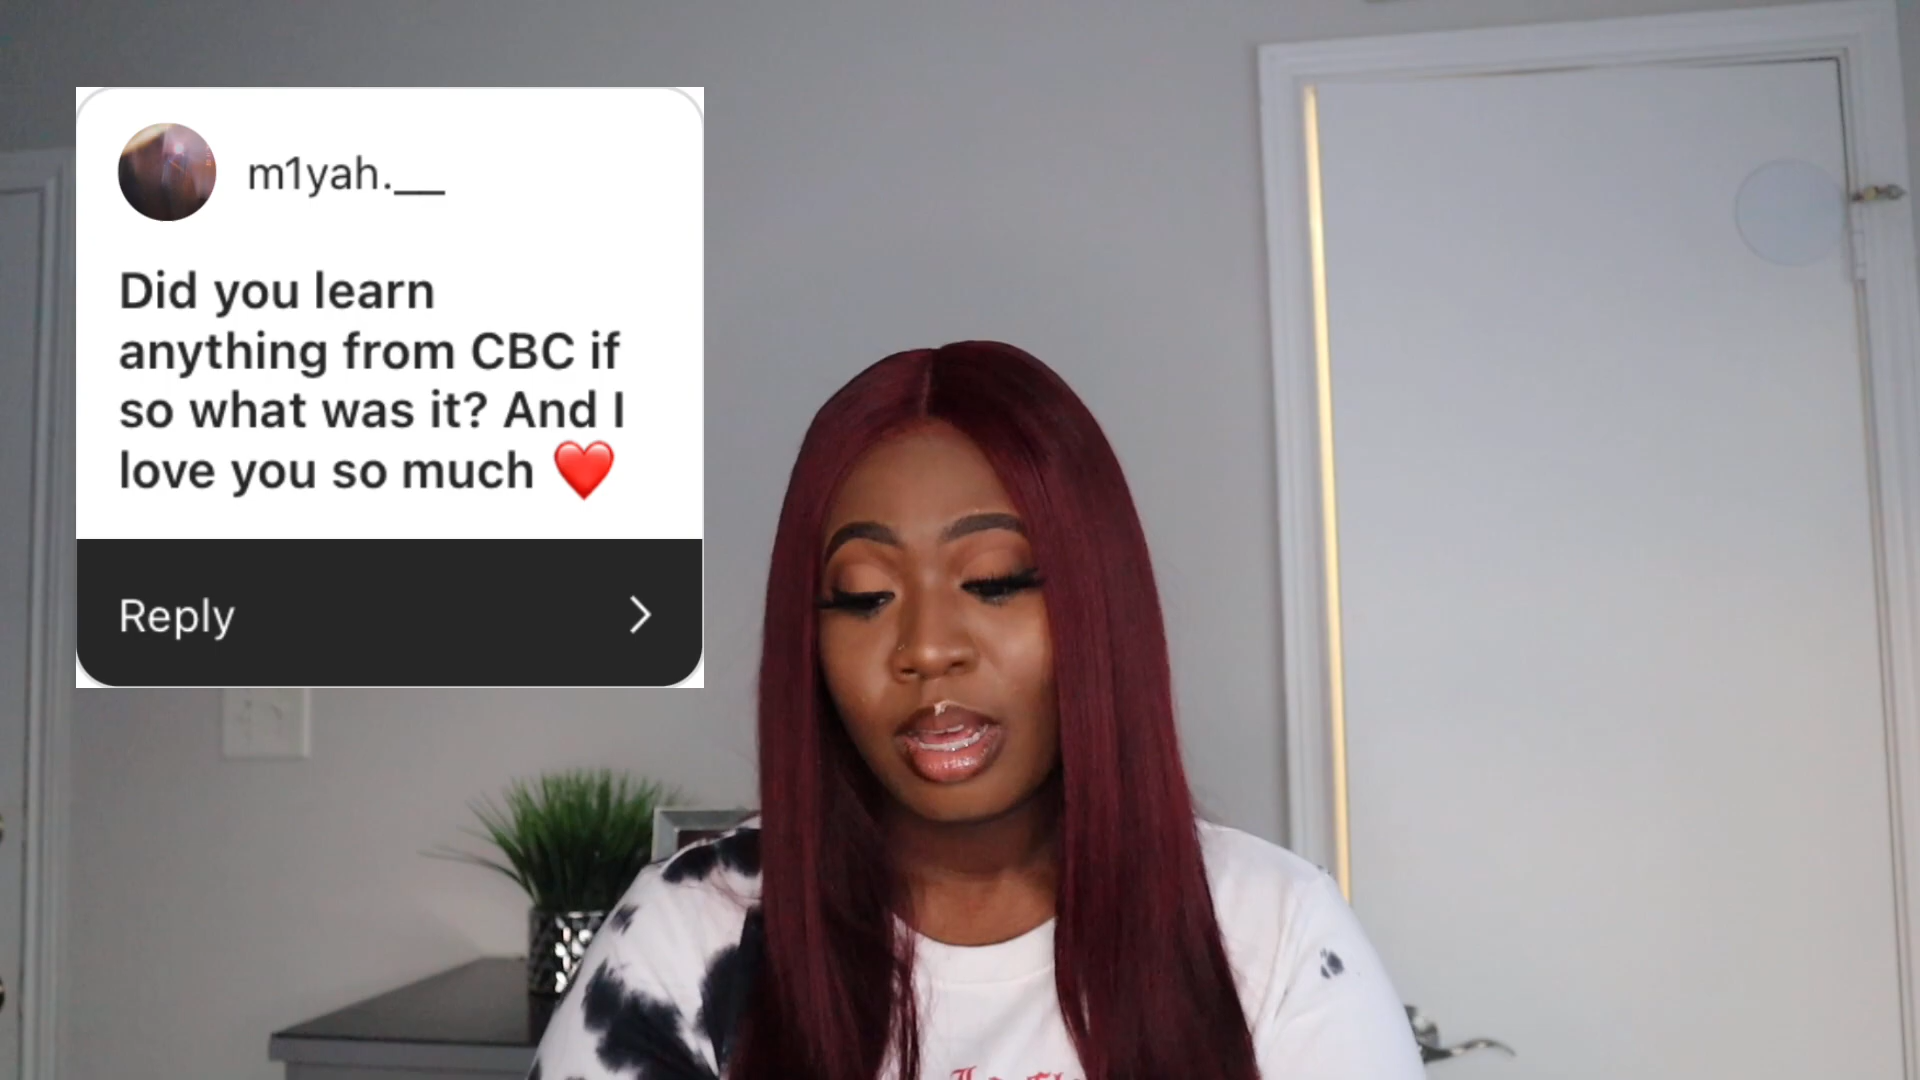 m1yah.__
Did you learn
anything from CBC if
so what was it? And I
love you so much ❤️
Reply